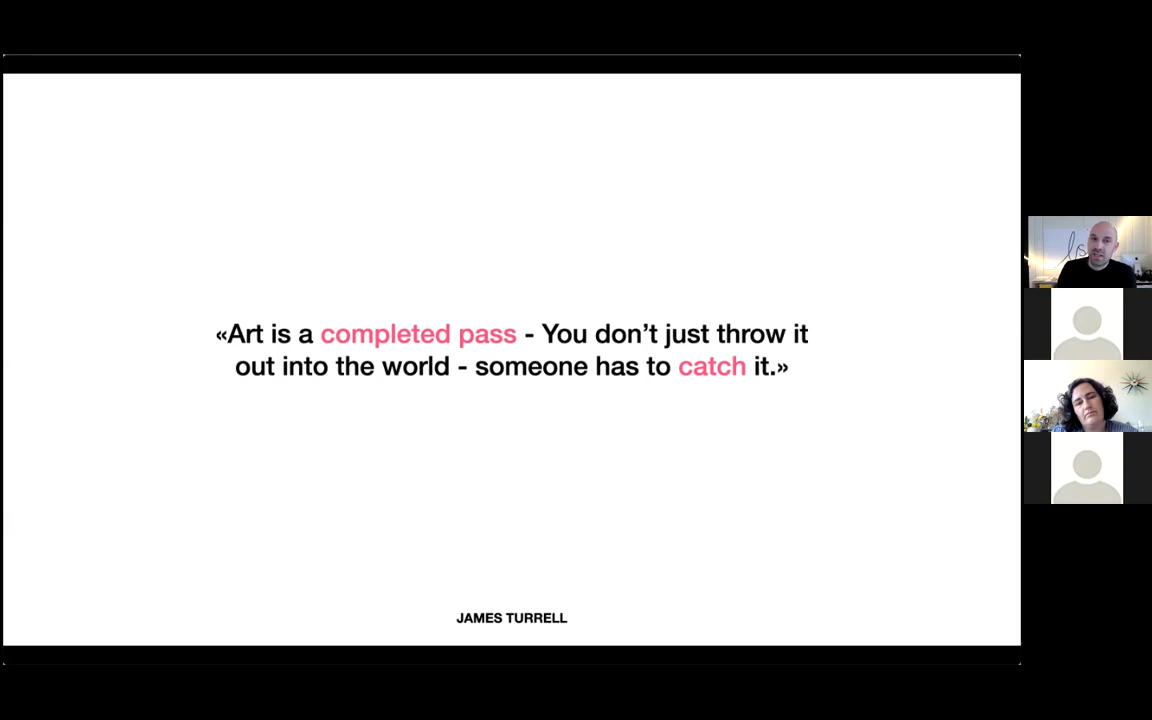 «Art is a completed pass - You don’t just throw it
out into the world - someone has to catch it.»
JAMES TURRELL